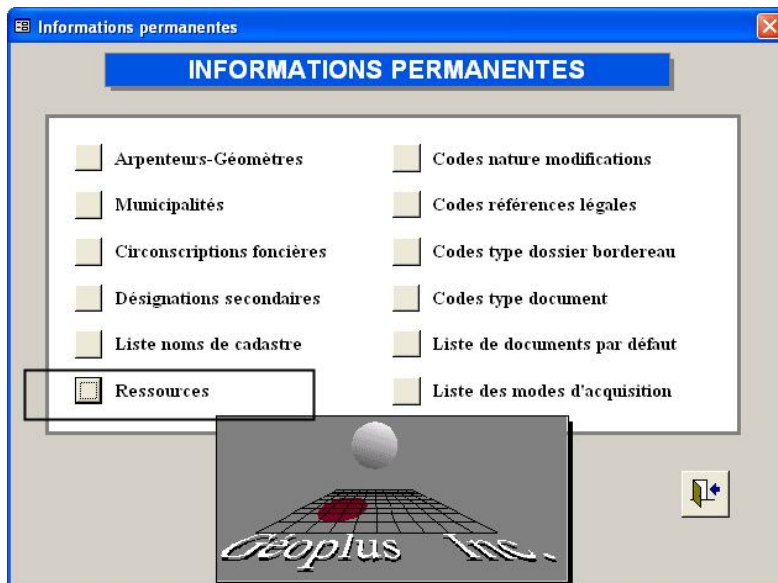 Informations permanentes
INFORMATIONS PERMANENTES
Arpenteurs-Géomètres
Municipalités
Circonscriptions foncières
Désignations secondaires
Liste noms de cadastre
Ressources
Codes nature modifications
Codes références légales
Codes type dossier bordereau
Codes type document
Liste de documents par défaut
Liste des modes d'acquisition
Géoplus Inc.